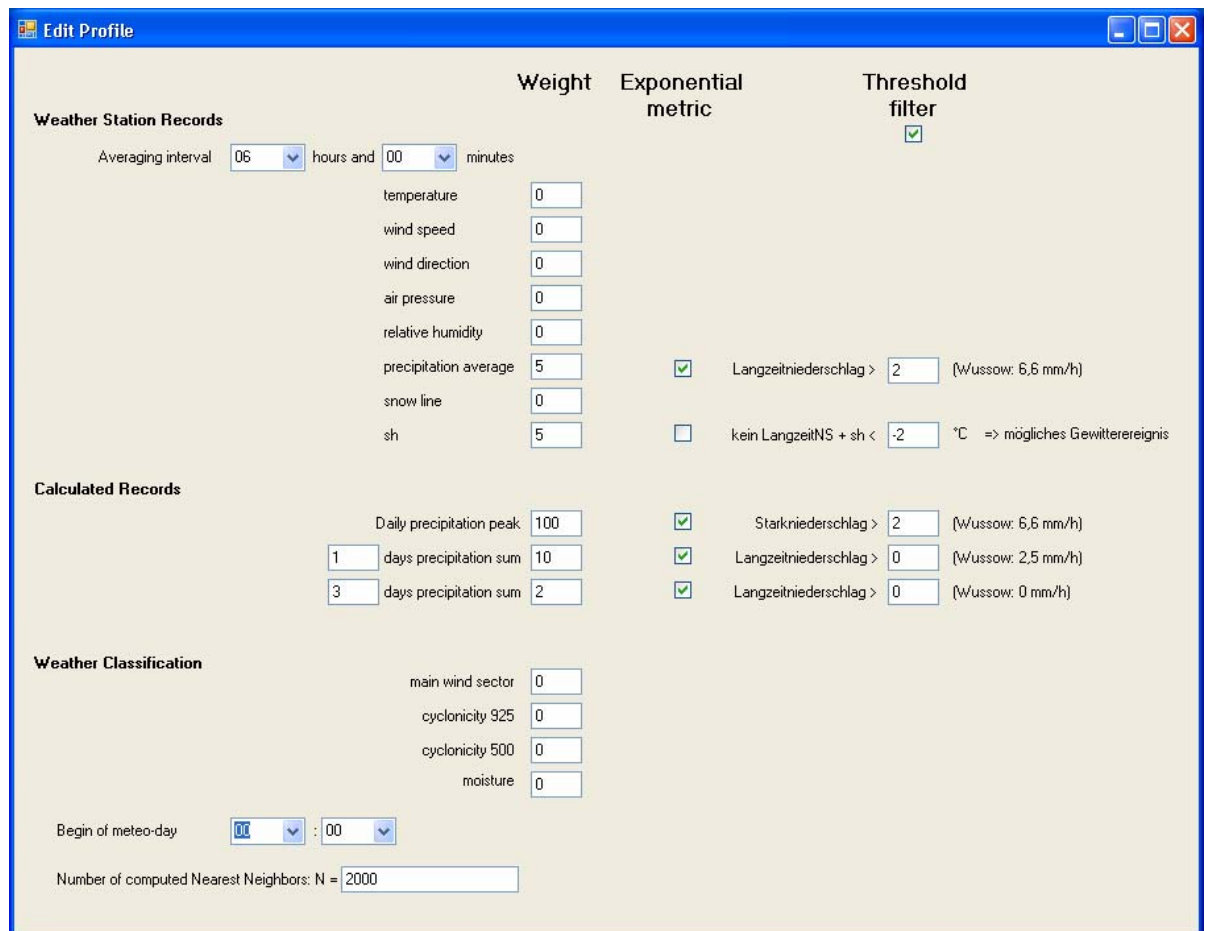 Edit Profile
Weight Exponential metric Threshold filter
Weather Station Records
Averaging interval 06 hours and 00 minutes
temperature 0
wind speed 0
wind direction 0
air pressure 0
relative humidity 0
precipitation average 5 Langzeitniederschlag > 2 (Wussow: 6,6 mm/h)
snow line 0
sh 5 kein LangzeitNS + sh < -2 °C => mögliches Gewitterereignis
Calculated Records
Daily precipitation peak 100 Starkniederschlag > 2 (Wussow: 6,6 mm/h)
1 days precipitation sum 10 Langzeitniederschlag > 0 (Wussow: 2,5 mm/h)
3 days precipitation sum 2 Langzeitniederschlag > 0 (Wussow: 0 mm/h)
Weather Classification
main wind sector 0
cyclonicity 925 0
cyclonicity 500 0
moisture 0
Begin of meteo-day 00 : 00
Number of computed Nearest Neighbors: N = 2000